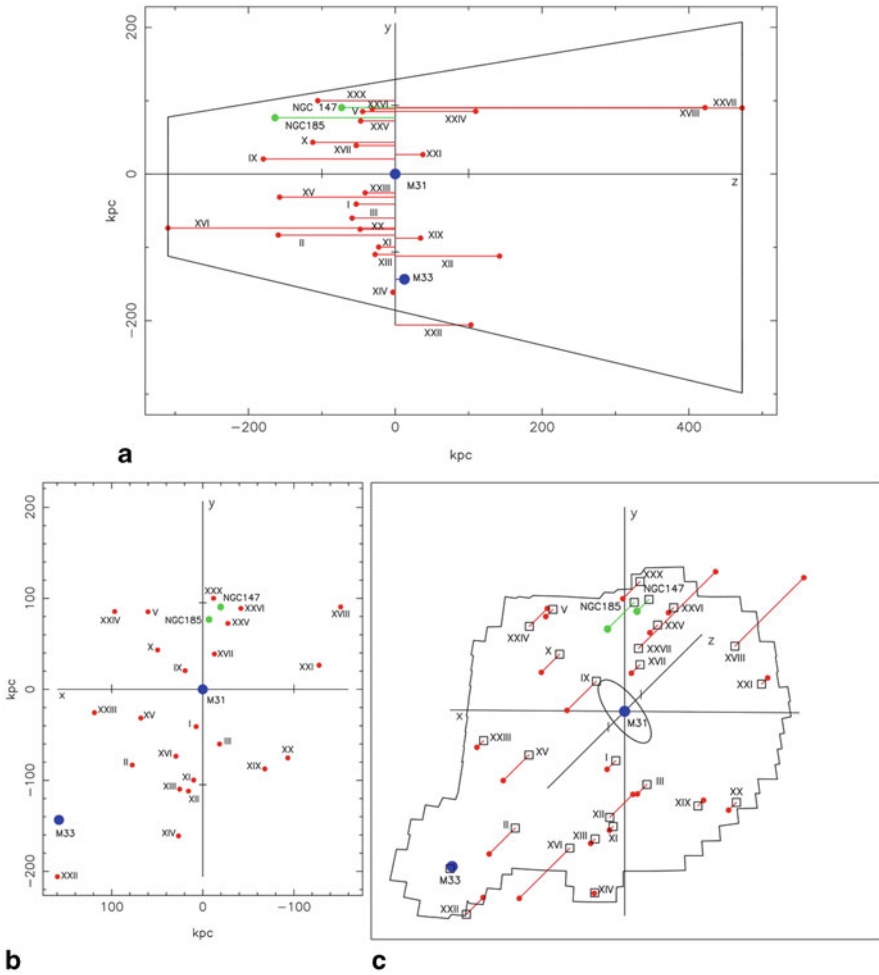 y
200
XXX
NGC 147
XXVI
XXVII
V
XXIV
XVIII
NGC185
XXV
X
XVII
IX
XXI
kpc
0
M31
z
XXIII
XV
I
III
XVI
XX
XIX
II
XI
XII
XIII
M33
XIV
−200
XXII
−200
0
200
400
kpc
a
200
y
XXX
NGC147
100
XXIV
V
XXVI
XVIII
NGC185
XXV
X
XVII
IX
XXI
kpc
0
x
M31
XXIII
XV
I
III
XVI
XX
II
XIX
XI
−100
XIII
XII
M33
XIV
−200
XXII
100
0
−100
kpc
b
y
XXX
NGC147
NGC185
V
XXVI
XXIV
XXV
X
XXVII
z
XVIII
XVII
IX
XXI
x
M31
XXIII
XV
I
III
XX
XII
XIX
II
XI
XIII
XVI
M33
XIV
XXII
c